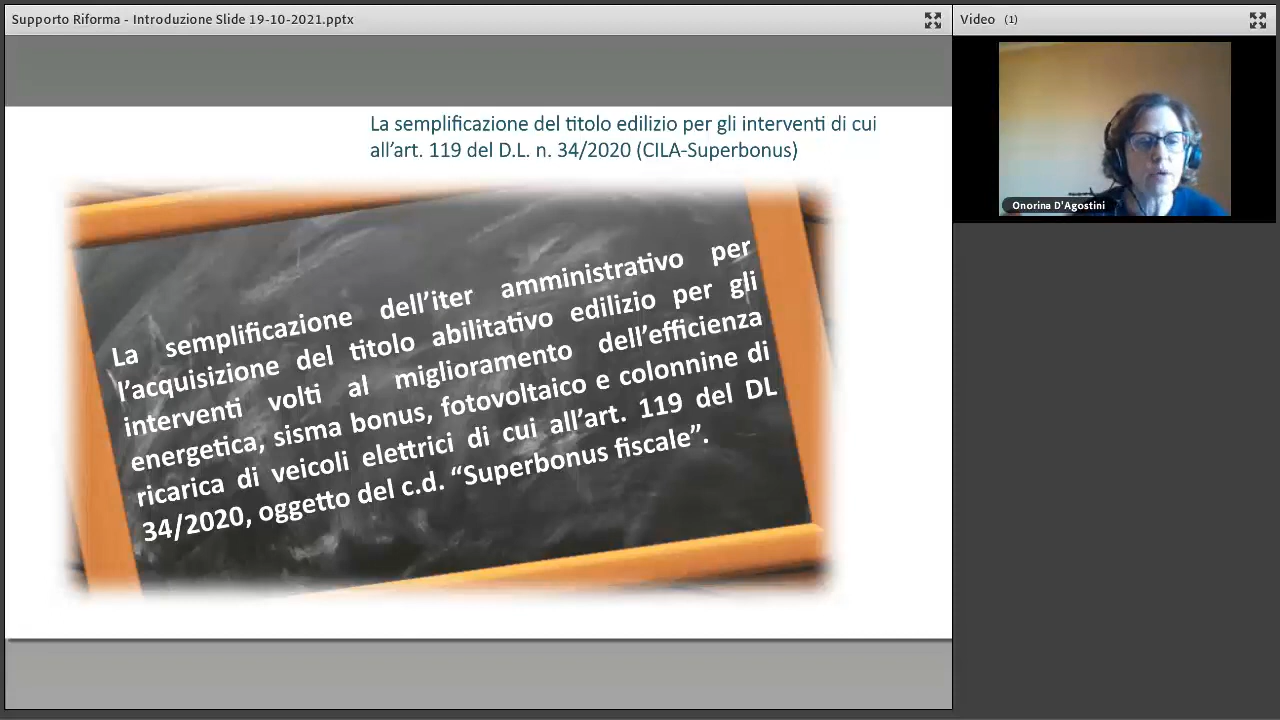 Supporto Riforma - Introduzione Slide 19-10-2021.pptx
Video (1)
La semplificazione del titolo edilizio per gli interventi di cui
all'art. 119 del D.L. n. 34/2020 (CILA-Superbonus)
La semplificazione dell'iter amministrativo per
l'acquisizione del titolo abilitativo edilizio per gli
interventi volti al miglioramento dell'efficienza
energetica, sisma bonus, fotovoltaico e colonnine di
ricarica di veicoli elettrici di cui all'art. 119 del DL
34/2020, oggetto del c.d. “Superbonus fiscale”.
Onorina D'Agostini